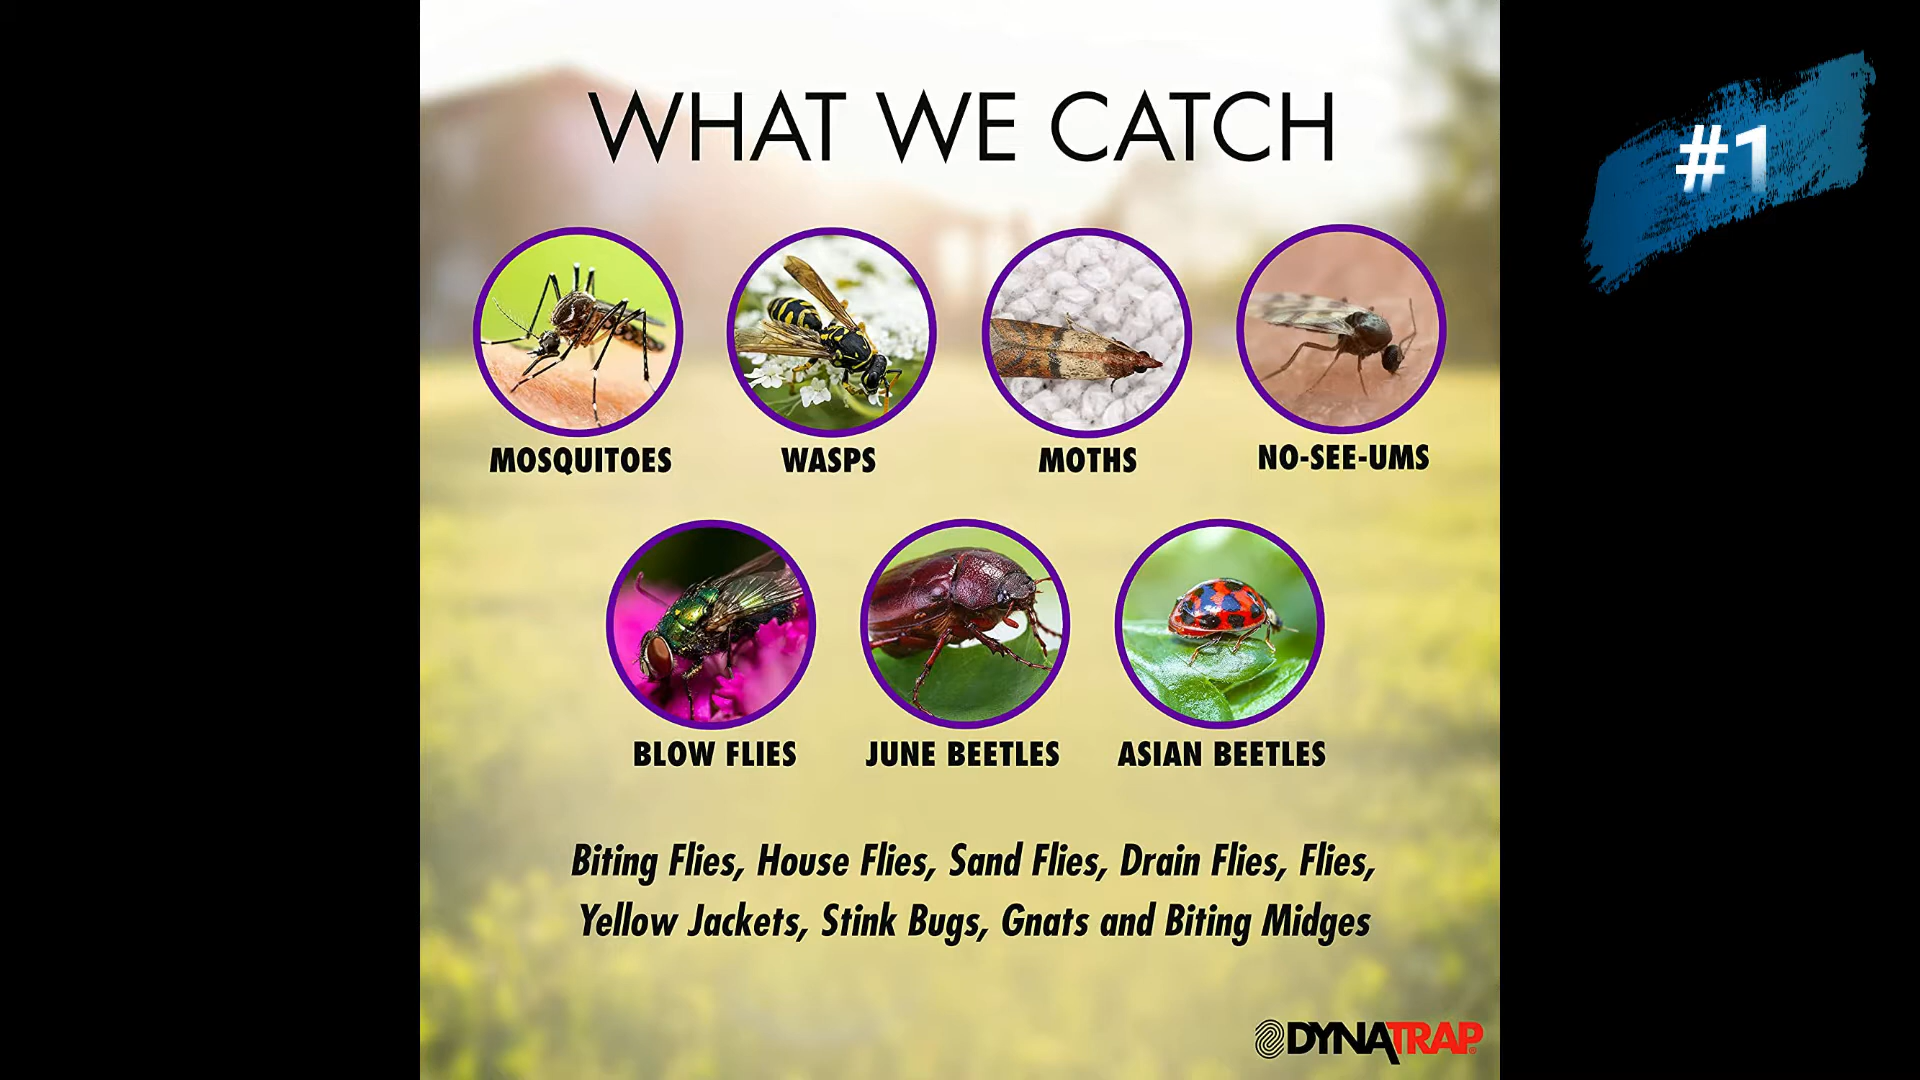 WHAT WE CATCH
#1
MOSQUITOES
WASPS
MOTHS
NO-SEE-UMS
BLOW FLIES
JUNE BEETLES
ASIAN BEETLES
Biting Flies, House Flies, Sand Flies, Drain Flies, Flies,
Yellow Jackets, Stink Bugs, Gnats and Biting Midges
DYNATRAP